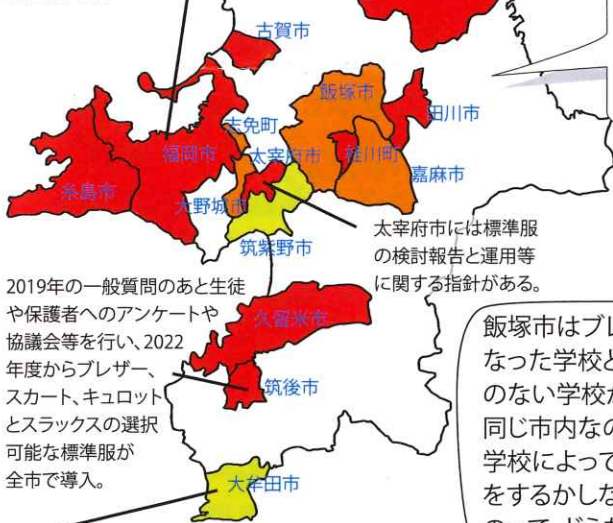 古賀市
飯塚市
田川市
志免町
福岡市
太宰府市
桂川町
糸島市
嘉麻市
大野城市
筑紫野市
太宰府市には標準服
の検討報告と運用等
に関する指針がある。
2019年の一般質問のあと生徒
や保護者へのアンケートや
協議会等を行い、2022
年度からブレザー、
スカート、キュロット
とスラックスの選択
可能な標準服が
全市で導入。
久留米市
筑後市
大牟田市
飯塚市はブレ
なった学校と
のない学校が
同じ市内なの
学校によって
をするかしな